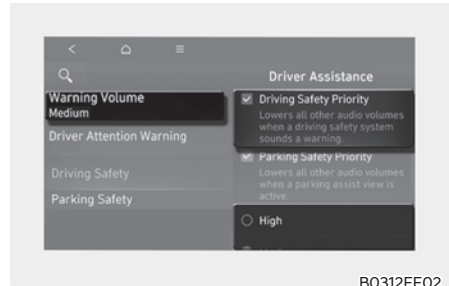 Driver Assistance
Warning Volume
Medium
Driver Attention Warning
Driving Safety
Parking Safety
Driving Safety Priority
Lowers all other audio volumes
when a driving safety system
sounds a warning.
Parking Safety Priority
Lowers all other audio volumes
when a parking assist view is
active.
High
B0312EE02